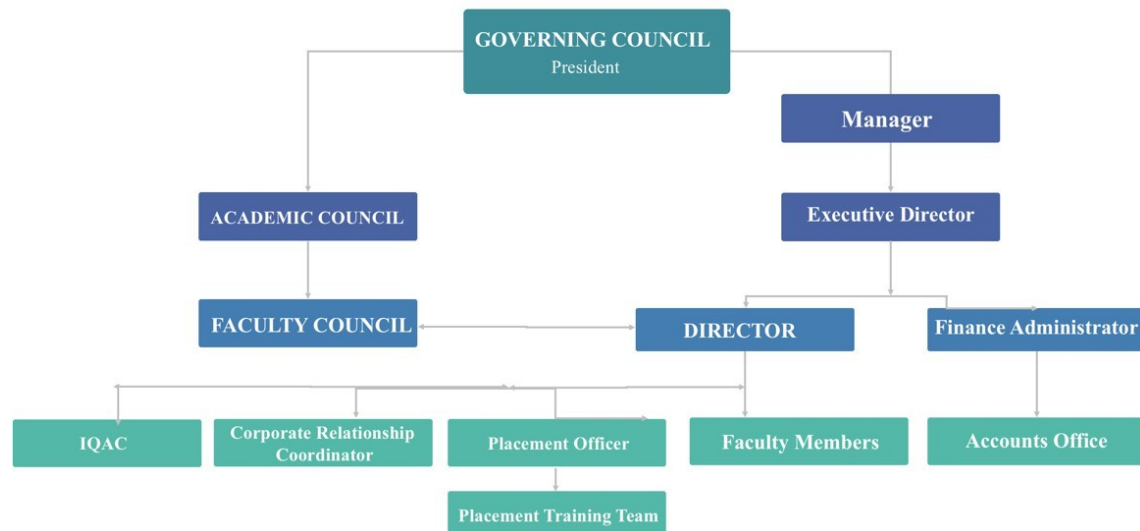 GOVERNING COUNCIL
President
Manager
ACADEMIC COUNCIL
Executive Director
FACULTY COUNCIL
DIRECTOR
Finance Administrator
IQAC
Corporate Relationship
Coordinator
Placement Officer
Faculty Members
Accounts Office
Placement Training Team